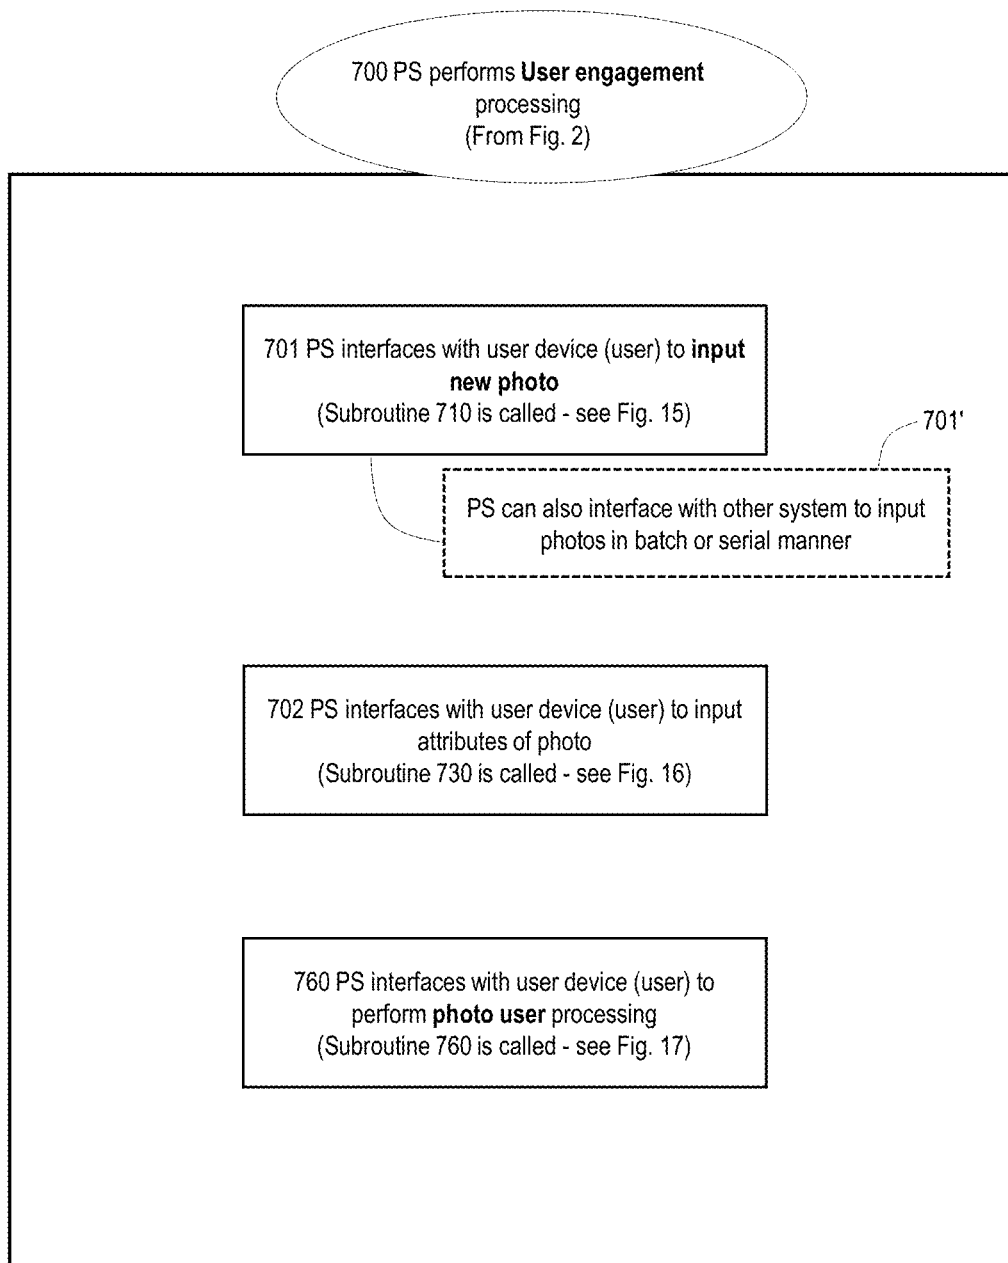 700 PS performs User engagement
processing
(From Fig. 2)
701 PS interfaces with user device (user) to input
new photo
(Subroutine 710 is called - see Fig. 15)
701'
PS can also interface with other system to input
photos in batch or serial manner
702 PS interfaces with user device (user) to input
attributes of photo
(Subroutine 730 is called - see Fig. 16)
760 PS interfaces with user device (user) to
perform photo user processing
(Subroutine 760 is called - see Fig. 17)